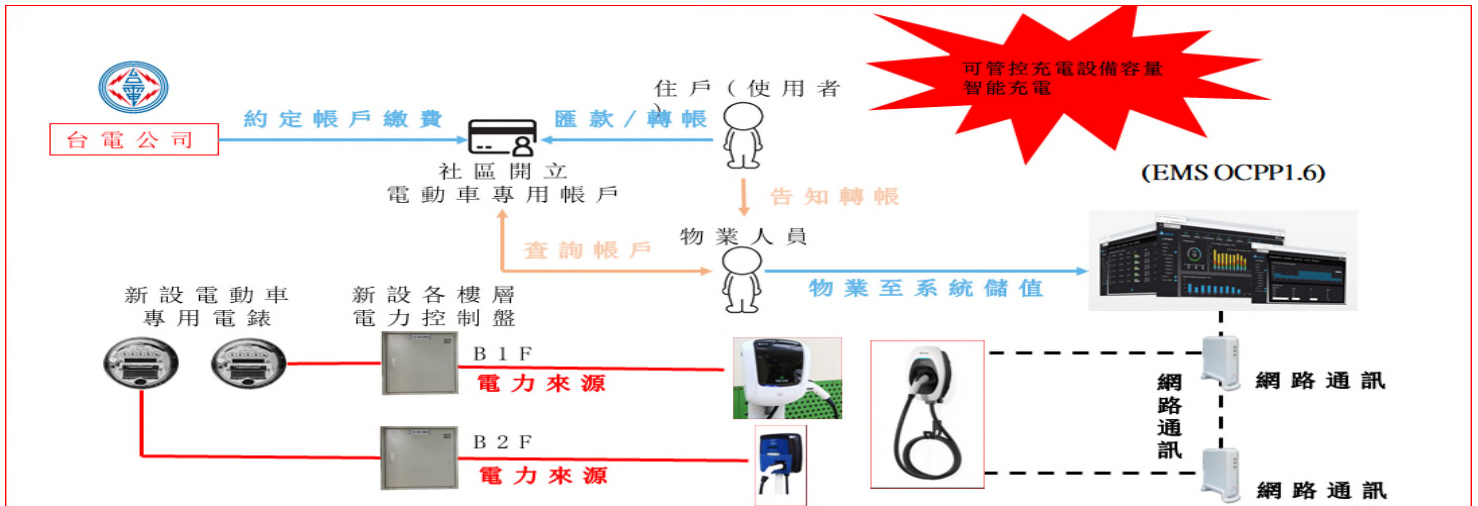 可管控充電設備容量
智能充電
住戶(使用者
)
台電
台電公司
約定帳戶繳費
匯款/轉帳
社區開立
電動車專用帳戶
告知轉帳
(EMS OCPP1.6)
查詢帳戶
物業人員
物業至系統儲值
新設電動車
專用電錶
新設各樓層
電力控制盤
B1F
電力來源
B2F
電力來源
網路通訊
網路通訊
網路通訊